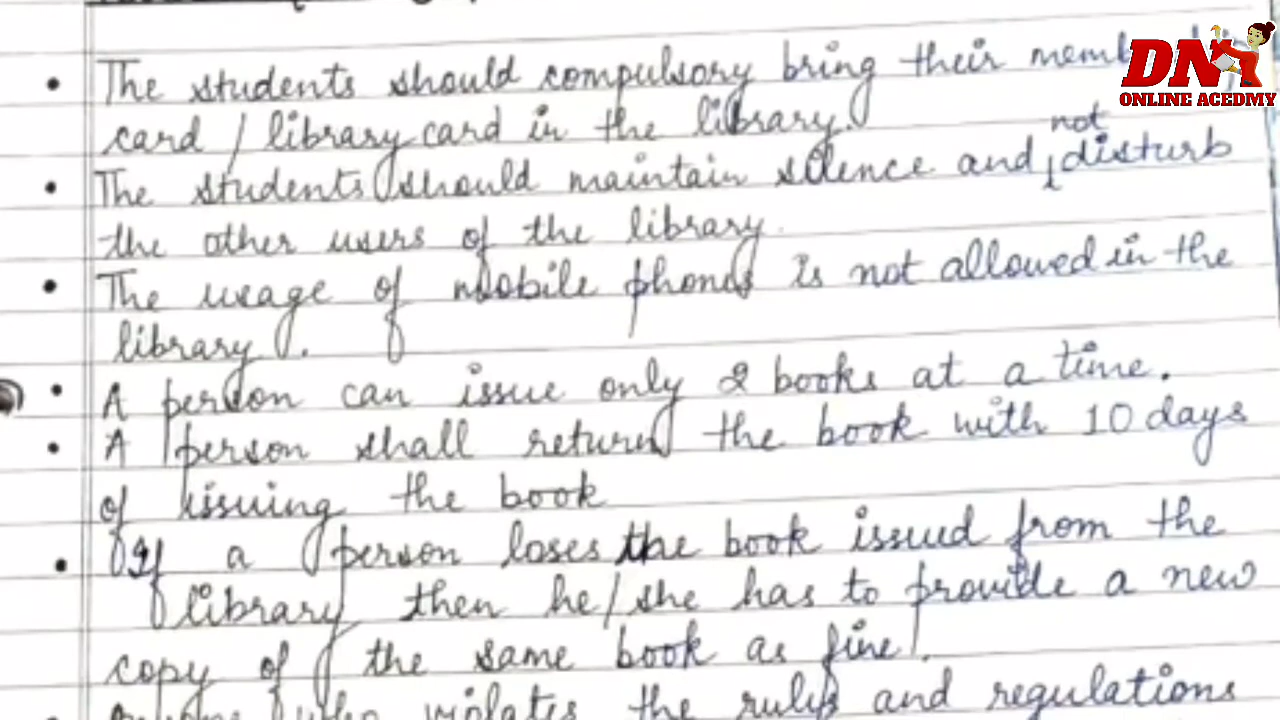 The students should compulsory bring their
card / library card in the library.
The students should maintain silence and not disturb
the other users of the library.
The usage of mobile phones is not allowed in the
library.
A person can issue only 2 books at a time.
A person shall return the book with 10 days
of issuing the book
If a person loses the book issued from the
library then he/she has to provide a new
copy of the same book as fine.
who violates the rules and regulations
DN
ONLINE ACEDMY